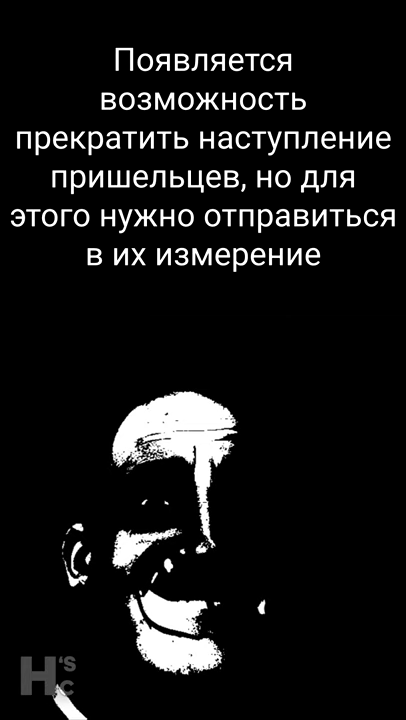 Появляется
возможность
прекратить наступление
пришельцев, но для
этого нужно отправиться
в их измерение
H'S
C